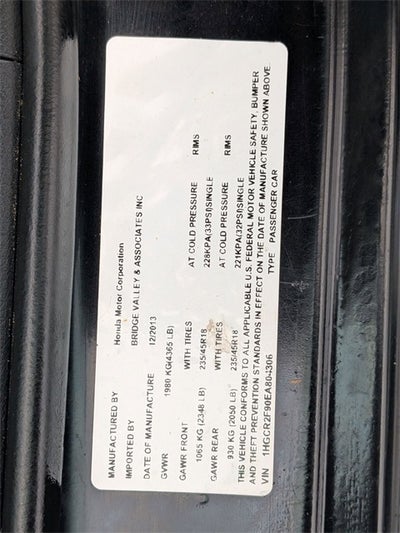 MANUFACTURED BY Honda Motor Corporation
IMPORTED BY BRIDGE VALLEY & ASSOCIATES INC
DATE OF MANUFACTURE 12/2013
GVWR 1980 KG(4365 LB)
GAWR FRONT WITH TIRES AT COLD PRESSURE RIMS
1065 KG (2348 LB) 235/45R18 228KPA(33PSI)SINGLE
GAWR REAR WITH TIRES AT COLD PRESSURE RIMS
930 KG (2050 LB) 235/45R18 221KPA(32PSI)SINGLE
THIS VEHICLE CONFORMS TO ALL APPLICABLE U.S. FEDERAL MOTOR VEHICLE SAFETY, BUMPER
AND THEFT PREVENTION STANDARDS IN EFFECT ON THE DATE OF MANUFACTURE SHOWN ABOVE.
VIN 1HGCR2F90EA804306 TYPE PASSENGER CAR